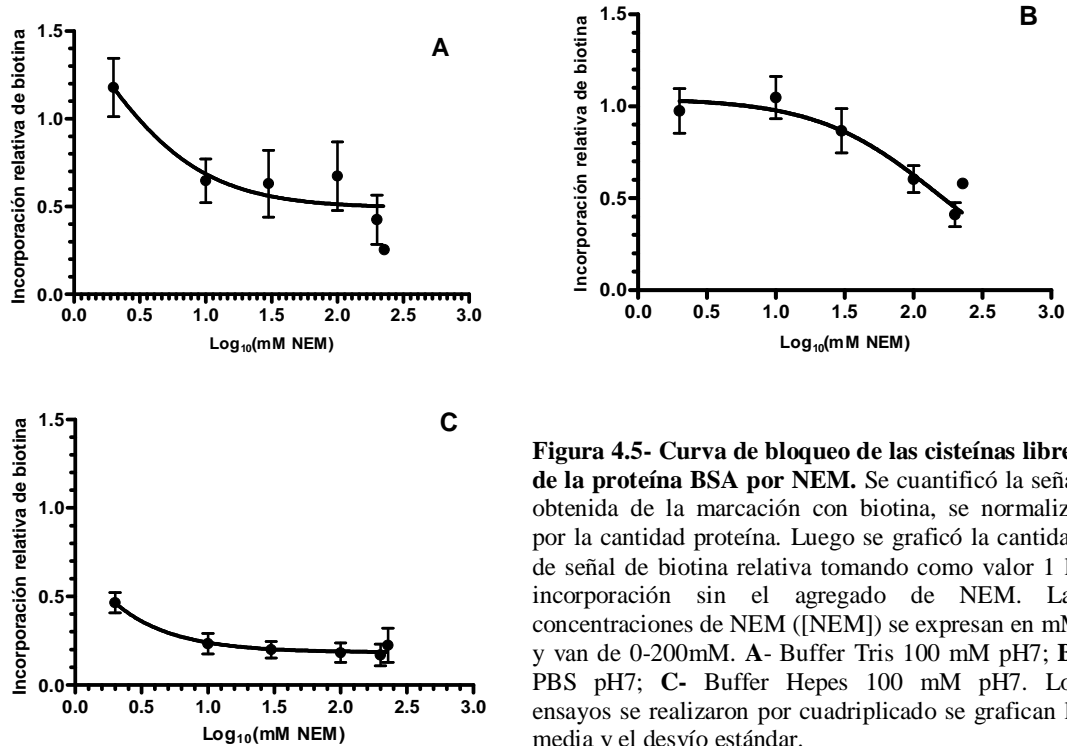 A
Incorporación relativa de biotina
1.5
1.0
0.5
0.0
0.0 0.5 1.0 1.5 2.0 2.5 3.0
Log10(mM NEM)
B
Incorporación relativa de biotina
1.5
1.0
0.5
0.0
0.0 0.5 1.0 1.5 2.0 2.5 3.0
Log10(mM NEM)
C
Incorporación relativa de biotina
1.5
1.0
0.5
0.0
0.0 0.5 1.0 1.5 2.0 2.5 3.0
Log10(mM NEM)
Figura 4.5- Curva de bloqueo de las cisteínas libre
de la proteína BSA por NEM. Se cuantificó la seña
obtenida de la marcación con biotina, se normaliz
por la cantidad proteína. Luego se graficó la cantida
de señal de biotina relativa tomando como valor 1 l
incorporación sin el agregado de NEM. La
concentraciones de NEM ([NEM]) se expresan en mM
y van de 0-200mM. A- Buffer Tris 100 mM pH7; B
PBS pH7; C- Buffer Hepes 100 mM pH7. Lo
ensayos se realizaron por cuadriplicado se grafican l
media y el desvío estándar.